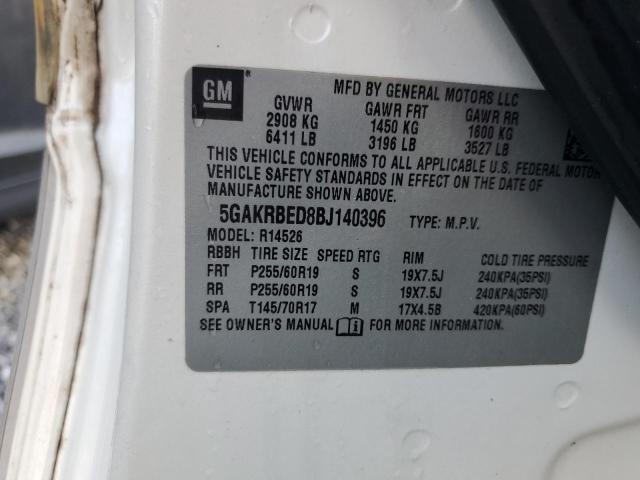 GM
MFD BY GENERAL MOTORS LLC
GVWR GAWR FRT GAWR RR
2908 KG 1450 KG 1600 KG
6411 LB 3196 LB 3527 LB
THIS VEHICLE CONFORMS TO ALL APPLICABLE U.S. FEDERAL MOTOR
VEHICLE SAFETY STANDARDS IN EFFECT ON THE DATE OF
MANUFACTURE SHOWN ABOVE.
5GAKRBED8BJ140396 TYPE: M.P.V.
MODEL: R14526
RBBH TIRE SIZE SPEED RTG RIM COLD TIRE PRESSURE
FRT P255/60R19 S 19X7.5J 240KPA(35PSI)
RR P255/60R19 S 19X7.5J 240KPA(35PSI)
SPA T145/70R17 M 17X4.5B 420KPA(60PSI)
SEE OWNER'S MANUAL FOR MORE INFORMATION